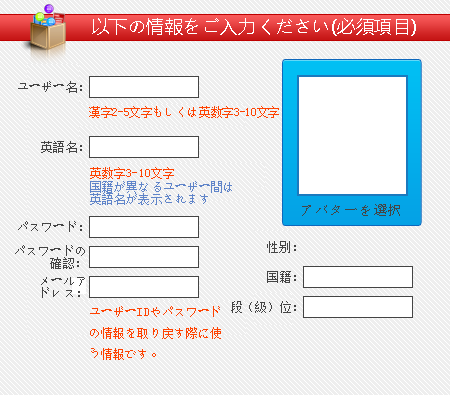 以下の情報をご入力ください(必須項目)
ユーザー名:
漢字2-5文字もしくは英数字3-10文字
英語名:
英数字3-10文字
国籍が異なるユーザー間は
英語名が表示されます
パスワード:
パスワードの
確認:
メールア
ドレス:
ユーザーIDやパスワード
の情報を取り戻す際に使
う情報です。
アバターを選択
性別:
国籍:
段（級）位: